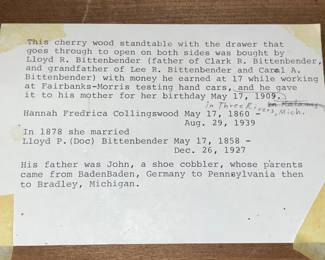 This cherry wood standtable with the drawer that
goes through to open on both sides was bought by
Lloyd R. Bittenbender (father of Clark R. Bittenbender,
and grandfather of Lee R. Bittenbender and Carol A.
Bittenbender) with money he earned at 17 while working
at Fairbanks-Morris testing hand cars, and he gave
it to his mother for her birthday May 17, 1909.
in Three Rivers, Mich.
Hannah Fredrica Collingswood May 17, 1860 -
Aug. 29, 1939
In 1878 she married
Lloyd P. (Doc) Bittenbender May 17, 1858 -
Dec. 26, 1927
His father was John, a shoe cobbler, whose parents
came from BadenBaden, Germany to Pennsylvania then
to Bradley, Michigan.